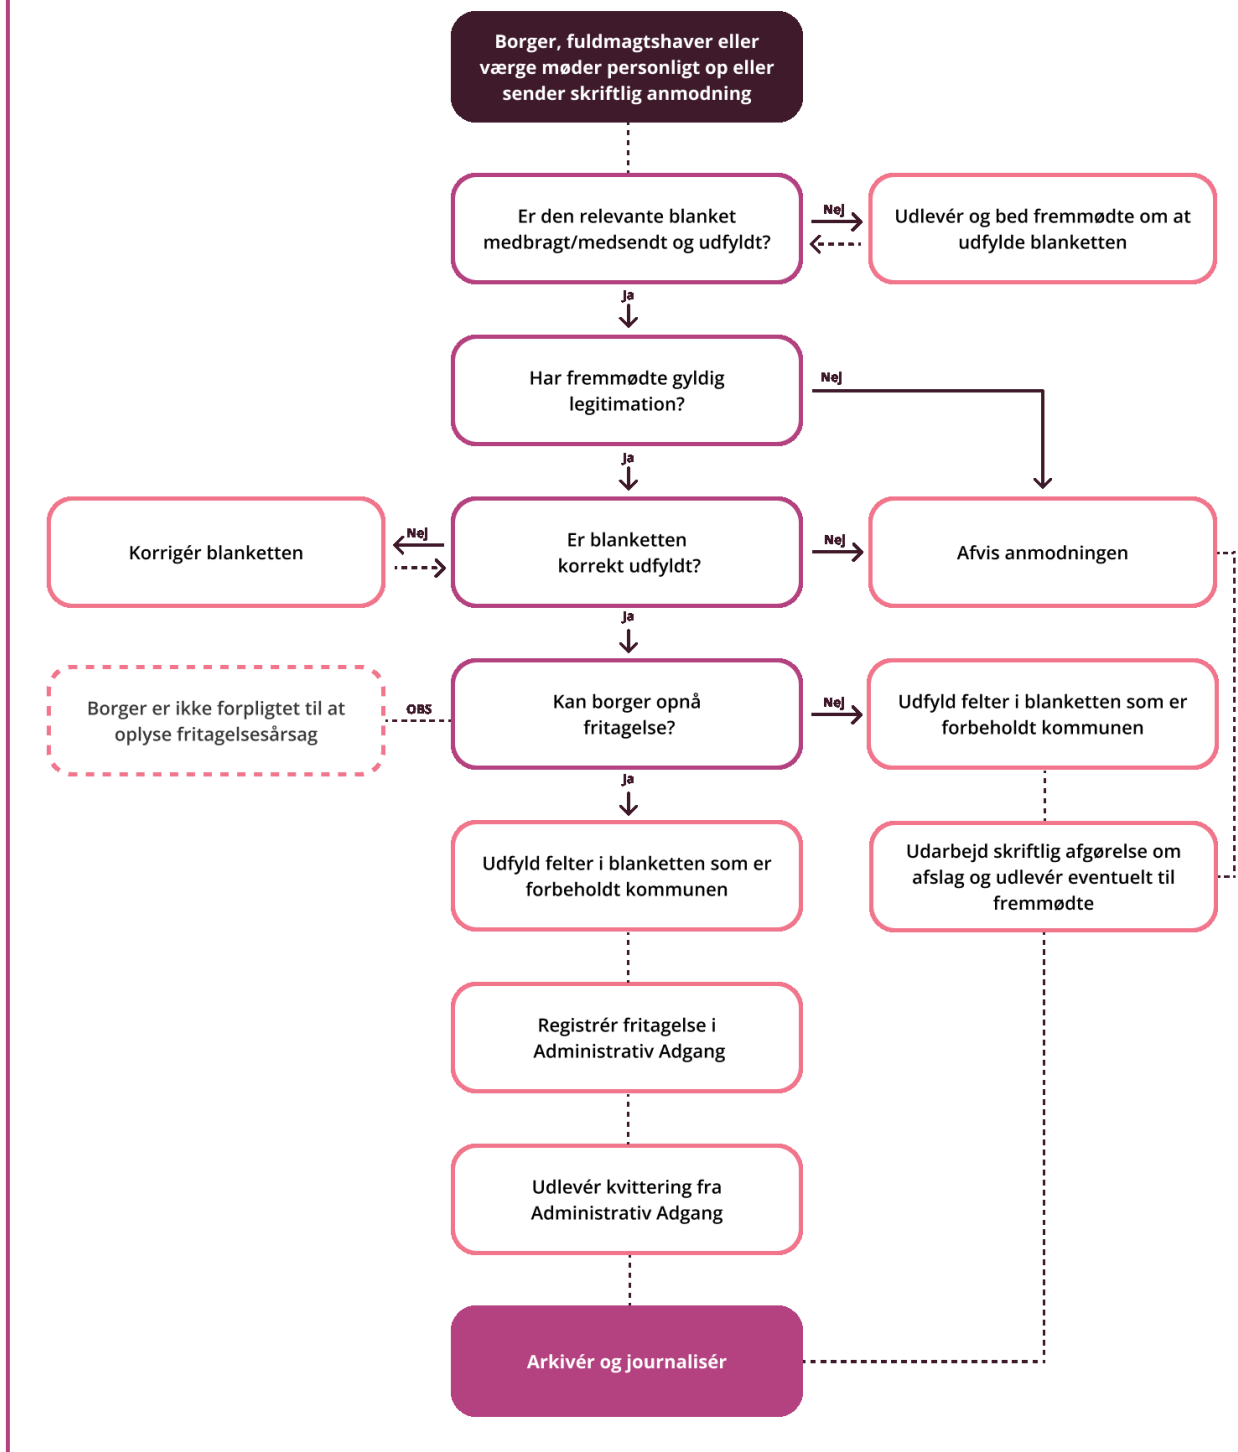 Borger, fuldmagtshaver eller
værge møder personligt op eller
sender skriftlig anmodning
Er den relevante blanket
medbragt/medsendt og udfyldt?
Nej
Udlevér og bed fremmødte om at
udfylde blanketten
Ja
Har fremmødte gyldig
legitimation?
Nej
Ja
Korrigér blanketten
Nej
Er blanketten
korrekt udfyldt?
Nej
Afvis anmodningen
Ja
Borger er ikke forpligtet til at
oplyse fritagelsesårsag
OBS
Kan borger opnå
fritagelse?
Nej
Udfyld felter i blanketten som er
forbeholdt kommunen
Ja
Udfyld felter i blanketten som er
forbeholdt kommunen
Udarbejd skriftlig afgørelse om
afslag og udlevér eventuelt til
fremmødte
Registrér fritagelse i
Administrativ Adgang
Udlevér kvittering fra
Administrativ Adgang
Arkivér og journalisér